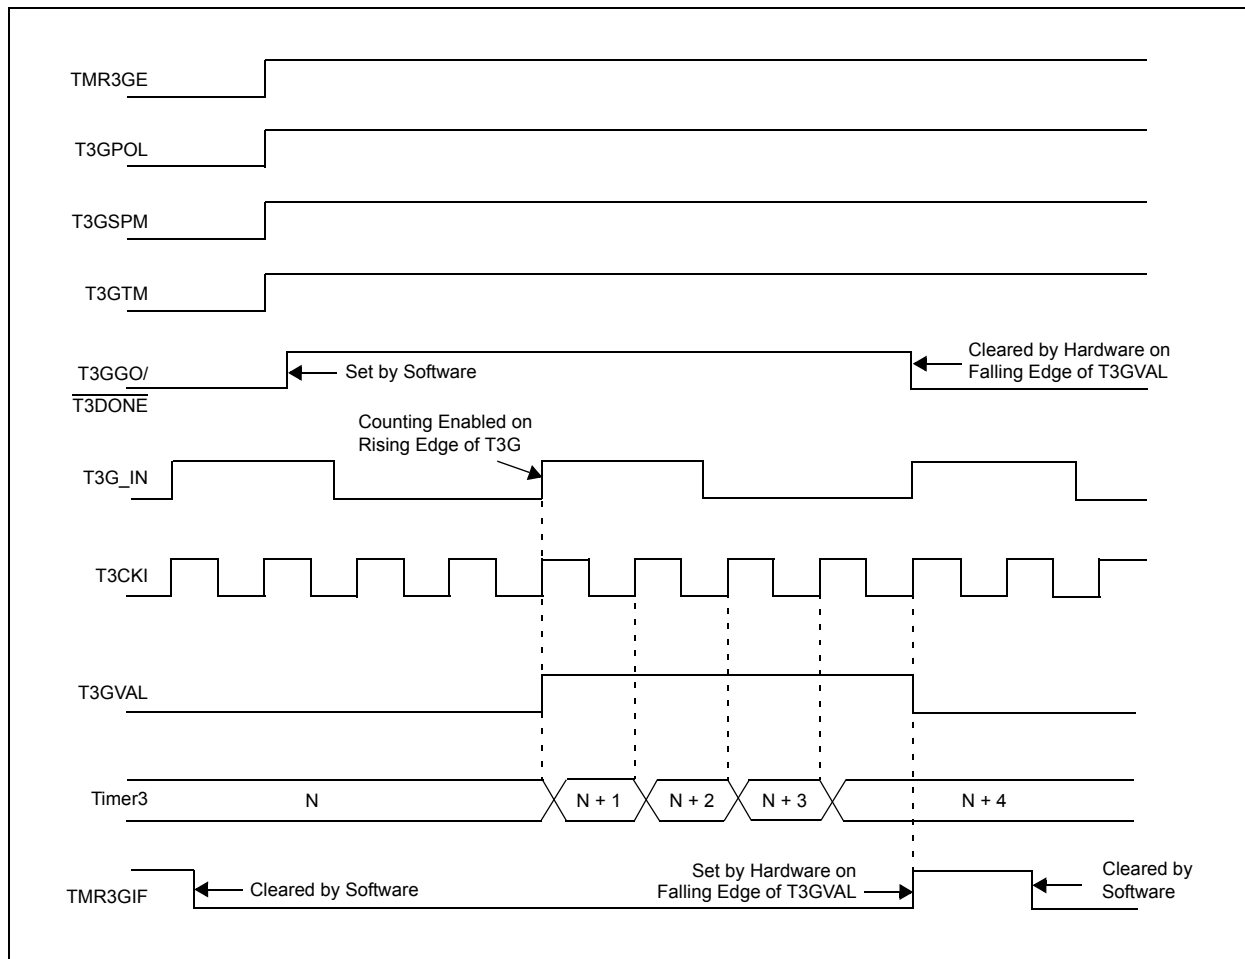 TMR3GE
T3GPOL
T3GSPM
T3GTM
T3GGO/
T3DONE
Set by Software
Cleared by Hardware on
Falling Edge of T3GVAL
Counting Enabled on
Rising Edge of T3G
T3G_IN
T3CKI
T3GVAL
Timer3
N
N + 1
N + 2
N + 3
N + 4
TMR3GIF
Cleared by Software
Set by Hardware on
Falling Edge of T3GVAL
Cleared by
Software